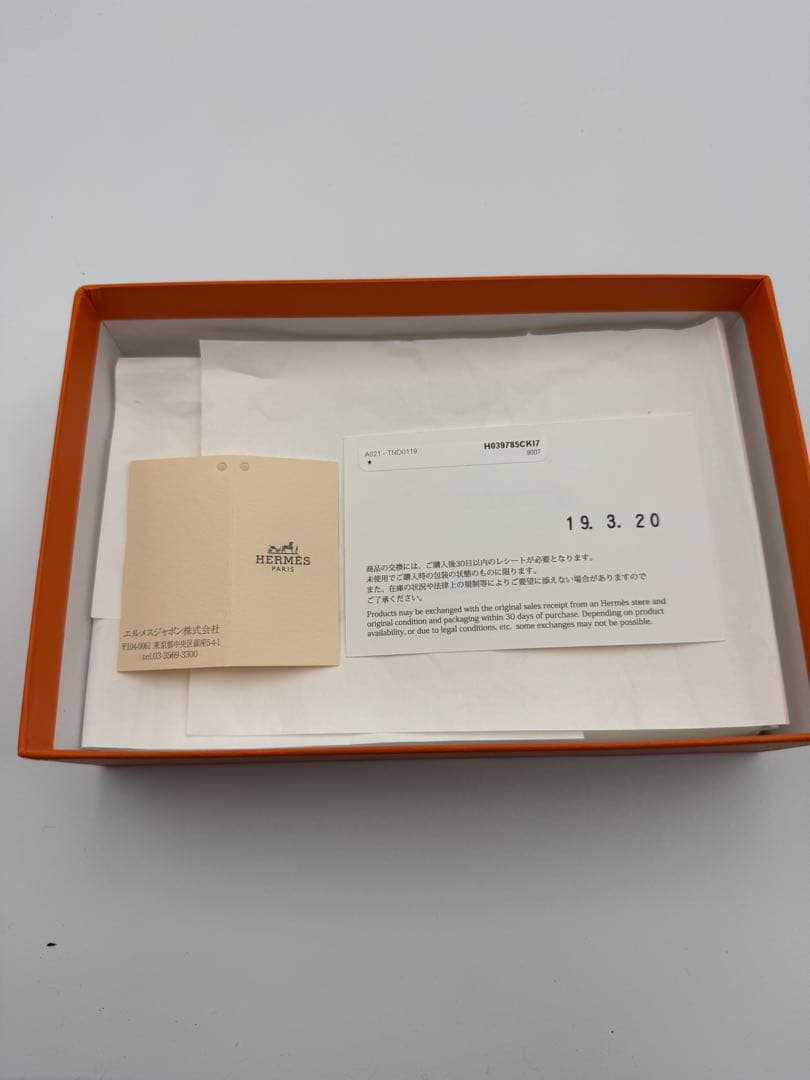 A021 - TND0119
H039785CKI7
★
9007
19. 3. 20
商品の交換には、ご購入後30日以内のレシートが必要となります。
未使用でご購入時の包装の状態のものに限ります。
また、在庫の状況や法律上の規制等によりご要望に添えない場合がありますので
ご了承ください。
Products may be exchanged with the original sales receipt from an Hermès store and
original condition and packaging within 30 days of purchase. Depending on product
availability, or due to legal conditions, etc. some exchanges may not be possible.
HERMÈS
PARIS
エルメスジャポン株式会社
〒104-0062 東京都中央区銀座5-4-1
tel.03-3569-3300